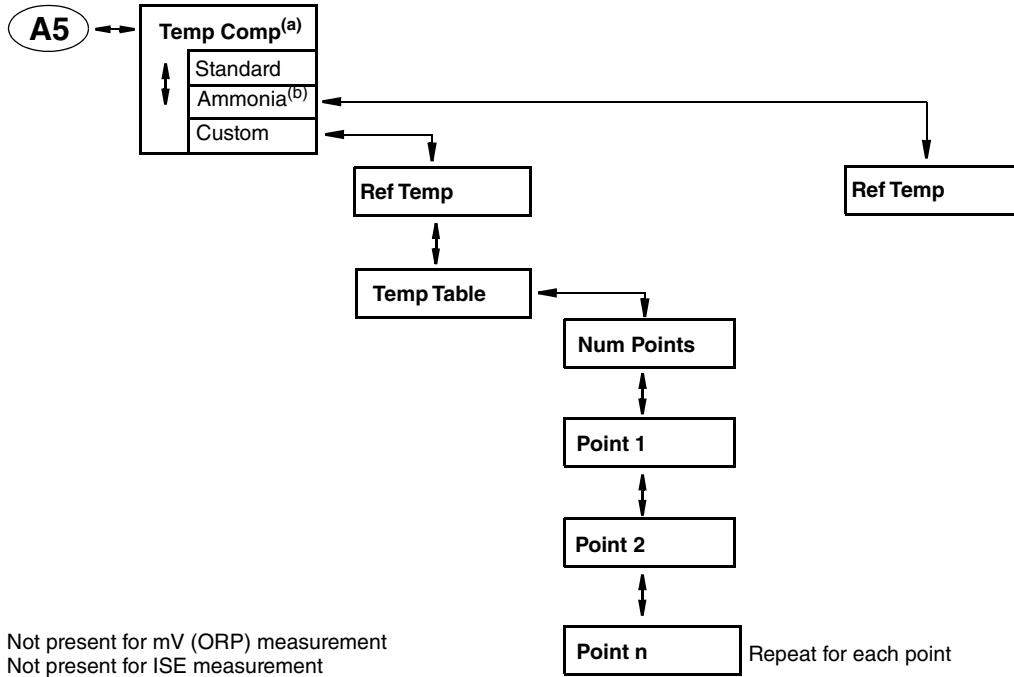 A5
Temp Comp(a)
Standard
Ammonia(b)
Custom
Ref Temp
Ref Temp
Temp Table
Num Points
Point 1
Point 2
Point n
Repeat for each point
Not present for mV (ORP) measurement
Not present for ISE measurement